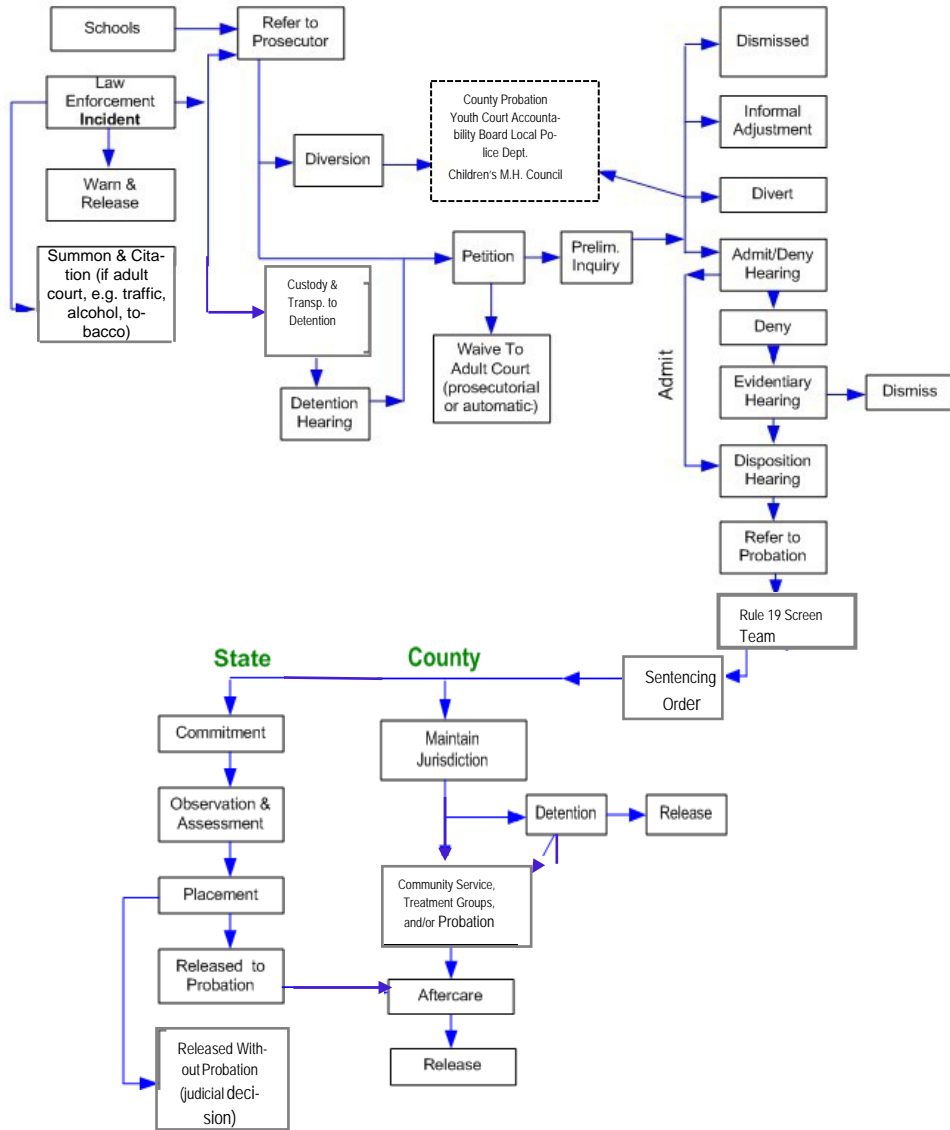 Schools
Refer to
Prosecutor
Dismissed
Law
Enforcement
Incident
County Probation
Youth Court Accounta-
bility Board Local Po-
lice Dept.
Children's M.H. Council
Informal
Adjustment
Diversion
Warn &
Release
Divert
Summon & Cita-
tion (if adult
court, e.g. traffic,
alcohol, to-
bacco)
Petition
Prelim.
Inquiry
Admit/Deny
Hearing
Custody &
Transp. to
Detention
Deny
Waive To
Adult Court
(prosecutorial
or automatic)
Admit
Evidentiary
Hearing
Dismiss
Detention
Hearing
Disposition
Hearing
Refer to
Probation
Rule 19 Screen
Team
State
County
Sentencing
Order
Commitment
Maintain
Jurisdiction
Observation &
Assessment
Detention
Release
Placement
Community Service,
Treatment Groups,
and/or Probation
Released to
Probation
Aftercare
Released With-
out Probation
(judicial deci-
sion)
Release